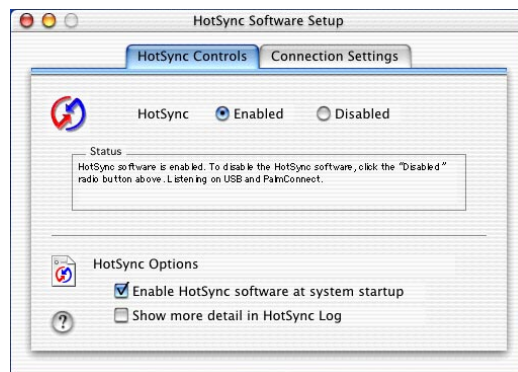 HotSync Software Setup
HotSync Controls Connection Settings
HotSync Enabled Disabled
Status
HotSync software is enabled. To disable the HotSync software, click the "Disabled"
radio button above. Listening on USB and PalmConnect.
HotSync Options
Enable HotSync software at system startup
Show more detail in HotSync Log
?